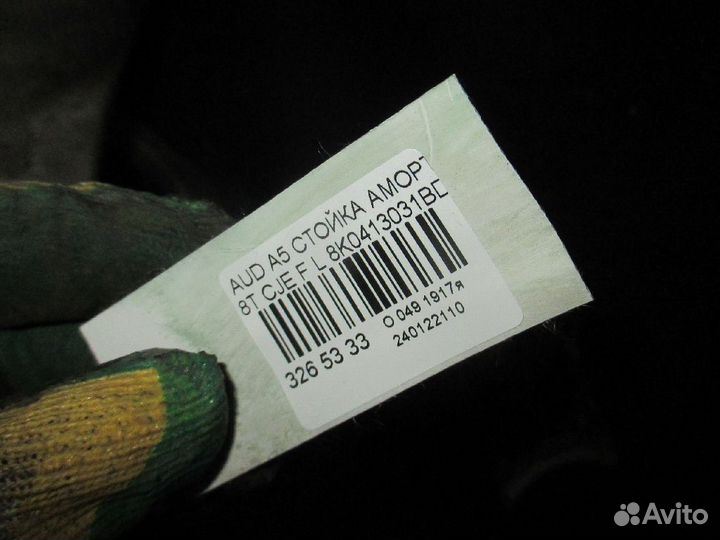 AUD A5 СТОЙКА АМОРТ
8T CJE F L 8K0413031BD
326 53 33
O 049 1917я
240122110
Avito